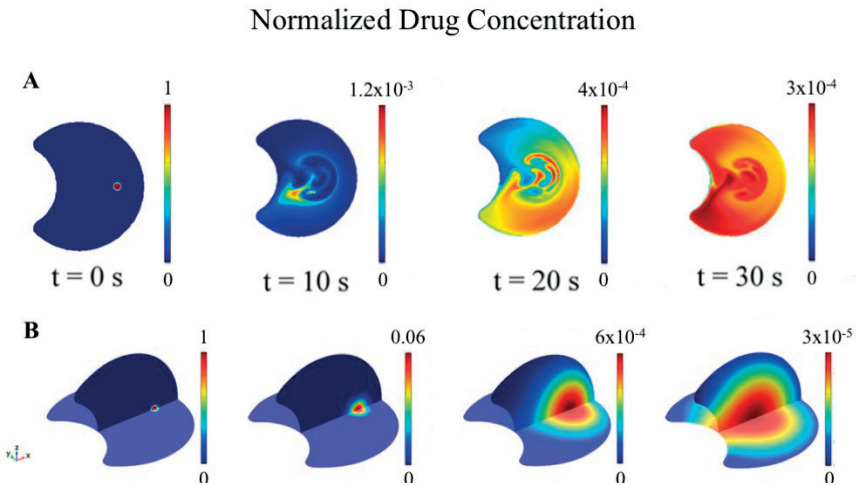 Normalized Drug Concentration
A
1
1.2x10⁻³
4x10⁻⁴
3x10⁻⁴
0
0
0
0
t = 0 s
t = 10 s
t = 20 s
t = 30 s
B
1
0.06
6x10⁻⁴
3x10⁻⁵
0
0
0
0
y z x